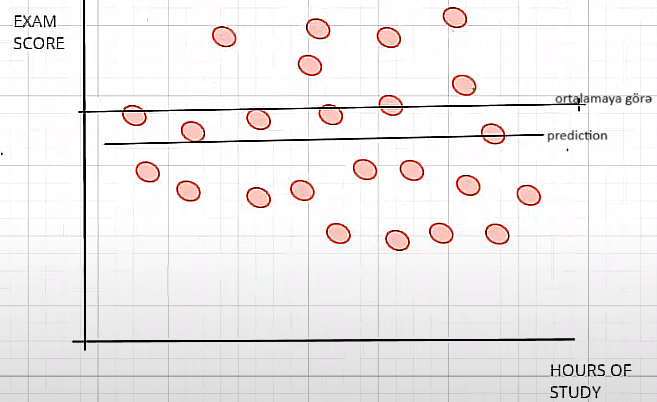 EXAM
SCORE
ortalamaya görə
prediction
HOURS OF
STUDY